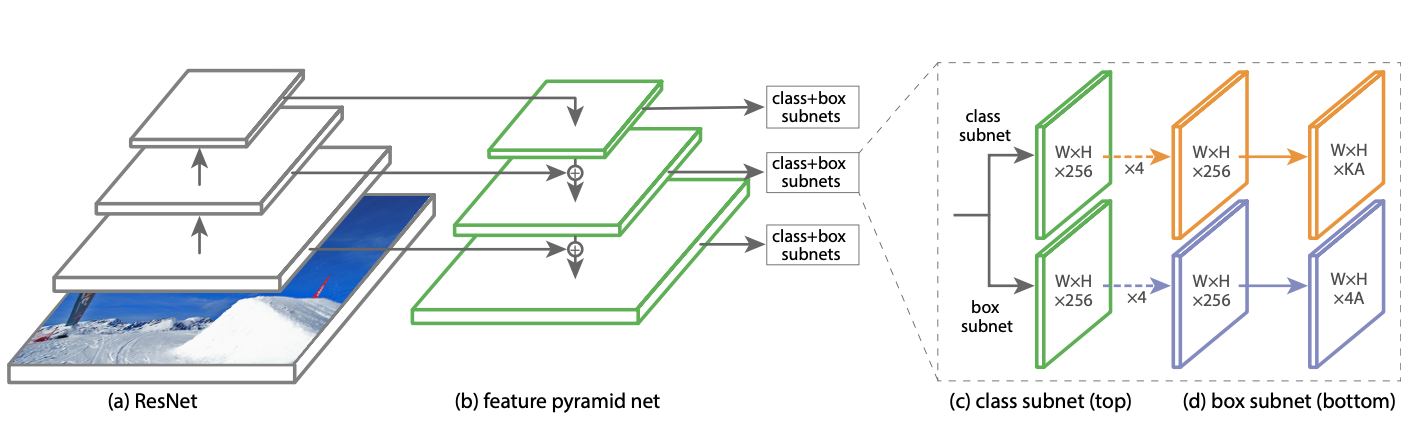 class+box
subnets
class+box
subnets
class+box
subnets
class
subnet
W×H
×256
×4
W×H
×256
W×H
×KA
box
subnet
W×H
×256
×4
W×H
×256
W×H
×4A
(a) ResNet
(b) feature pyramid net
(c) class subnet (top)
(d) box subnet (bottom)